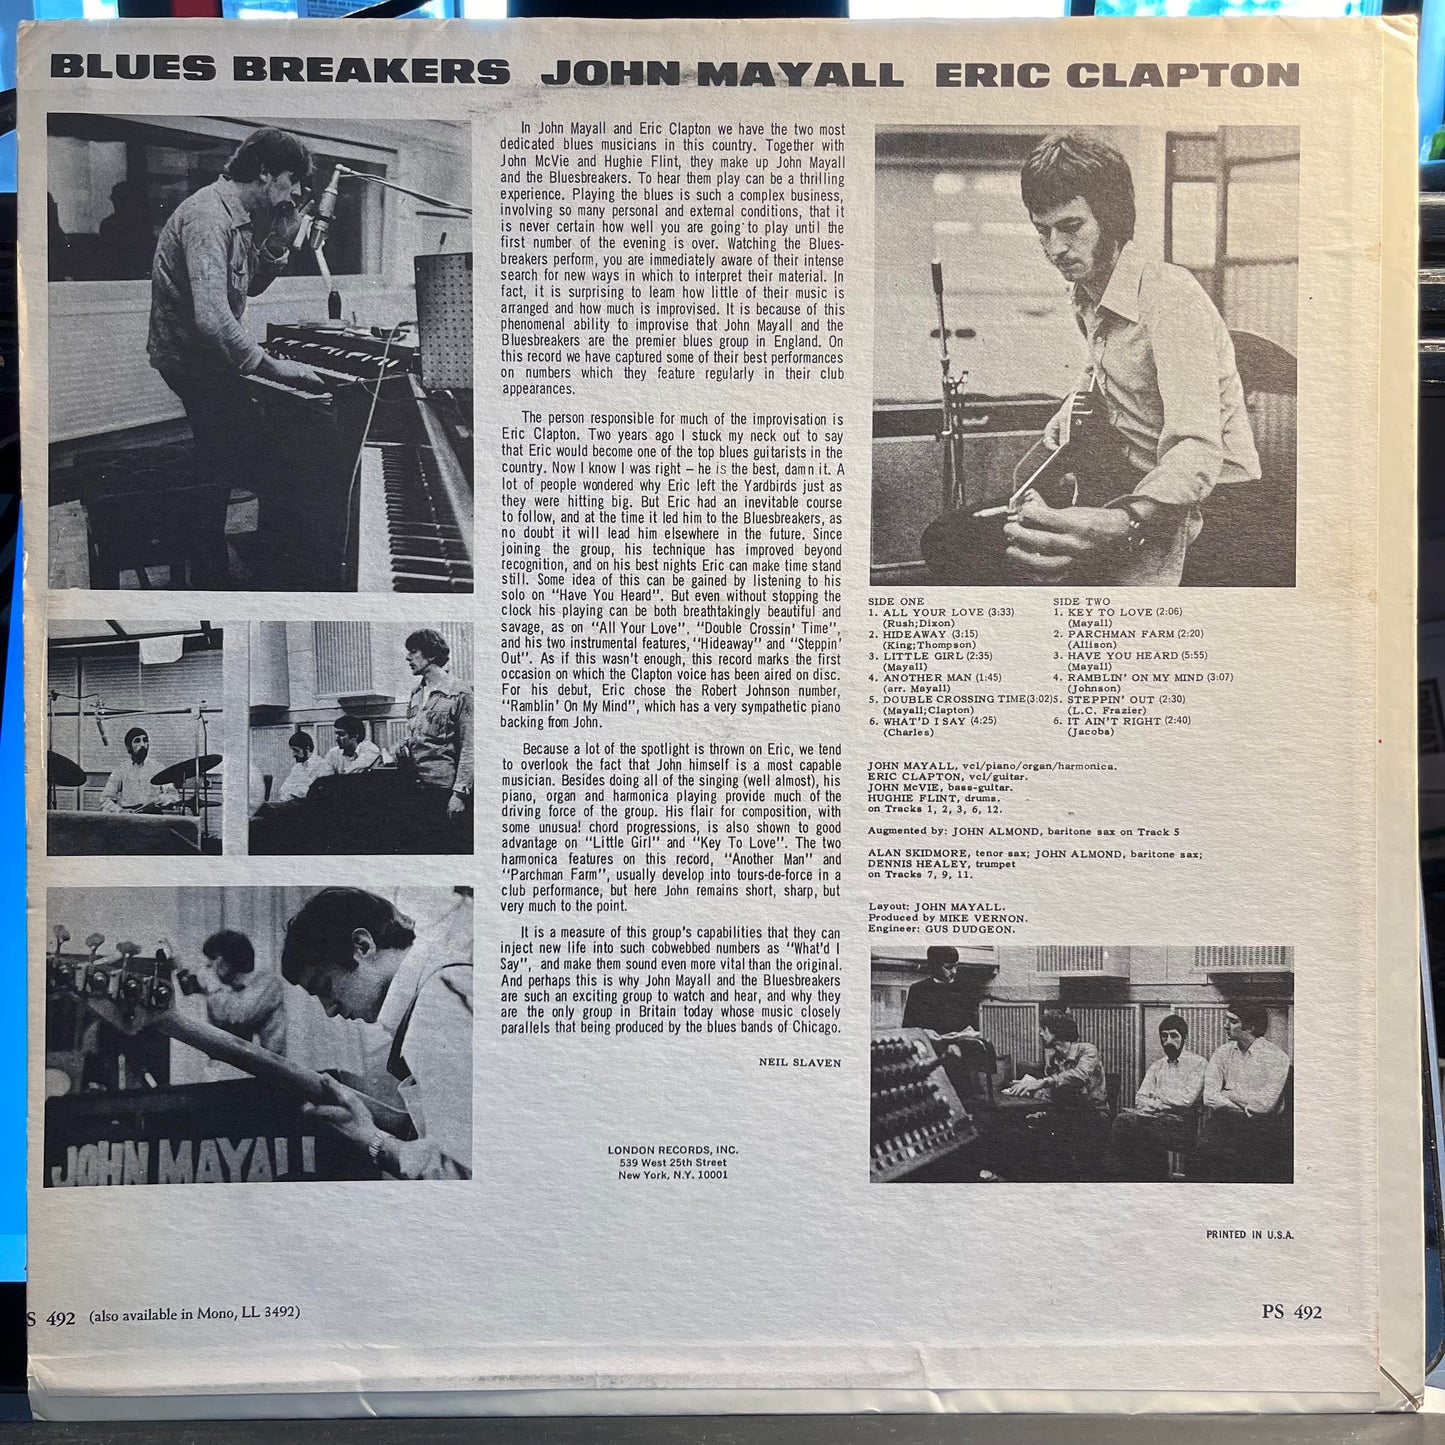 BLUES BREAKERS JOHN MAYALL ERIC CLAPTON
In John Mayall and Eric Clapton we have the two most
dedicated blues musicians in this country. Together with
John McVie and Hughie Flint, they make up John Mayall
and the Bluesbreakers. To hear them play can be a thrilling
experience. Playing the blues is such a complex business,
involving so many personal and external conditions, that it
is never certain how well you are going to play until the
first number of the evening is over. Watching the Blues-
breakers perform, you are immediately aware of their intense
search for new ways in which to interpret their material. In
fact, it is surprising to learn how little of their music is
arranged and how much is improvised. It is because of this
phenomenal ability to improvise that John Mayall and the
Bluesbreakers are the premier blues group in England. On
this record we have captured some of their best performances
on numbers which they feature regularly in their club
appearances.
The person responsible for much of the improvisation is
Eric Clapton. Two years ago I stuck my neck out to say
that Eric would become one of the top blues guitarists in the
country. Now I know I was right – he is the best, damn it. A
lot of people wondered why Eric left the Yardbirds just as
they were hitting big. But Eric had an inevitable course
to follow, and at the time it led him to the Bluesbreakers, as
no doubt it will lead him elsewhere in the future. Since
joining the group, his technique has improved beyond
recognition, and on his best nights Eric can make time stand
still. Some idea of this can be gained by listening to his
solo on "Have You Heard". But even without stopping the
clock his playing can be both breathtakingly beautiful and
savage, as on "All Your Love", "Double Crossin' Time",
and his two instrumental features, "Hideaway" and "Steppin'
Out". As if this wasn't enough, this record marks the first
occasion on which the Clapton voice has been aired on disc.
For his debut, Eric chose the Robert Johnson number,
"Ramblin' On My Mind", which has a very sympathetic piano
backing from John.
Because a lot of the spotlight is thrown on Eric, we tend
to overlook the fact that John himself is a most capable
musician. Besides doing all of the singing (well almost), his
piano, organ and harmonica playing provide much of the
driving force of the group. His flair for composition, with
some unusual chord progressions, is also shown to good
advantage on "Little Girl" and "Key To Love". The two
harmonica features on this record, "Another Man" and
"Parchman Farm", usually develop into tours-de-force in a
club performance, but here John remains short, sharp, but
very much to the point.
It is a measure of this group's capabilities that they can
inject new life into such cobwebbed numbers as "What'd I
Say", and make them sound even more vital than the original.
And perhaps this is why John Mayall and the Bluesbreakers
are such an exciting group to watch and hear, and why they
are the only group in Britain today whose music closely
parallels that being produced by the blues bands of Chicago.
NEIL SLAVEN
LONDON RECORDS, INC.
539 West 25th Street
New York, N.Y. 10001
SIDE ONE
1. ALL YOUR LOVE (3:33)
(Rush;Dixon)
2. HIDEAWAY (3:15)
(King;Thompson)
3. LITTLE GIRL (2:35)
(Mayall)
4. ANOTHER MAN (1:45)
(arr. Mayall)
5. DOUBLE CROSSING TIME(3:02)
(Mayall;Clapton)
6. WHAT'D I SAY (4:25)
(Charles)
SIDE TWO
1. KEY TO LOVE (2:06)
(Mayall)
2. PARCHMAN FARM (2:20)
(Allison)
3. HAVE YOU HEARD (5:55)
(Mayall)
4. RAMBLIN' ON MY MIND (3:07)
(Johnson)
5. STEPPIN' OUT (2:30)
(L.C. Frazier)
6. IT AIN'T RIGHT (2:40)
(Jacobs)
JOHN MAYALL, vcl/piano/organ/harmonica.
ERIC CLAPTON, vcl/guitar.
JOHN McVIE, bass-guitar.
HUGHIE FLINT, drums.
on Tracks 1, 2, 3, 6, 12.
Augmented by: JOHN ALMOND, baritone sax on Track 5
ALAN SKIDMORE, tenor sax; JOHN ALMOND, baritone sax;
DENNIS HEALEY, trumpet
on Tracks 7, 9, 11.
Layout: JOHN MAYALL.
Produced by MIKE VERNON.
Engineer: GUS DUDGEON.
JOHN MAYALL
PRINTED IN U.S.A.
S 492 (also available in Mono, LL 3492)
PS 492